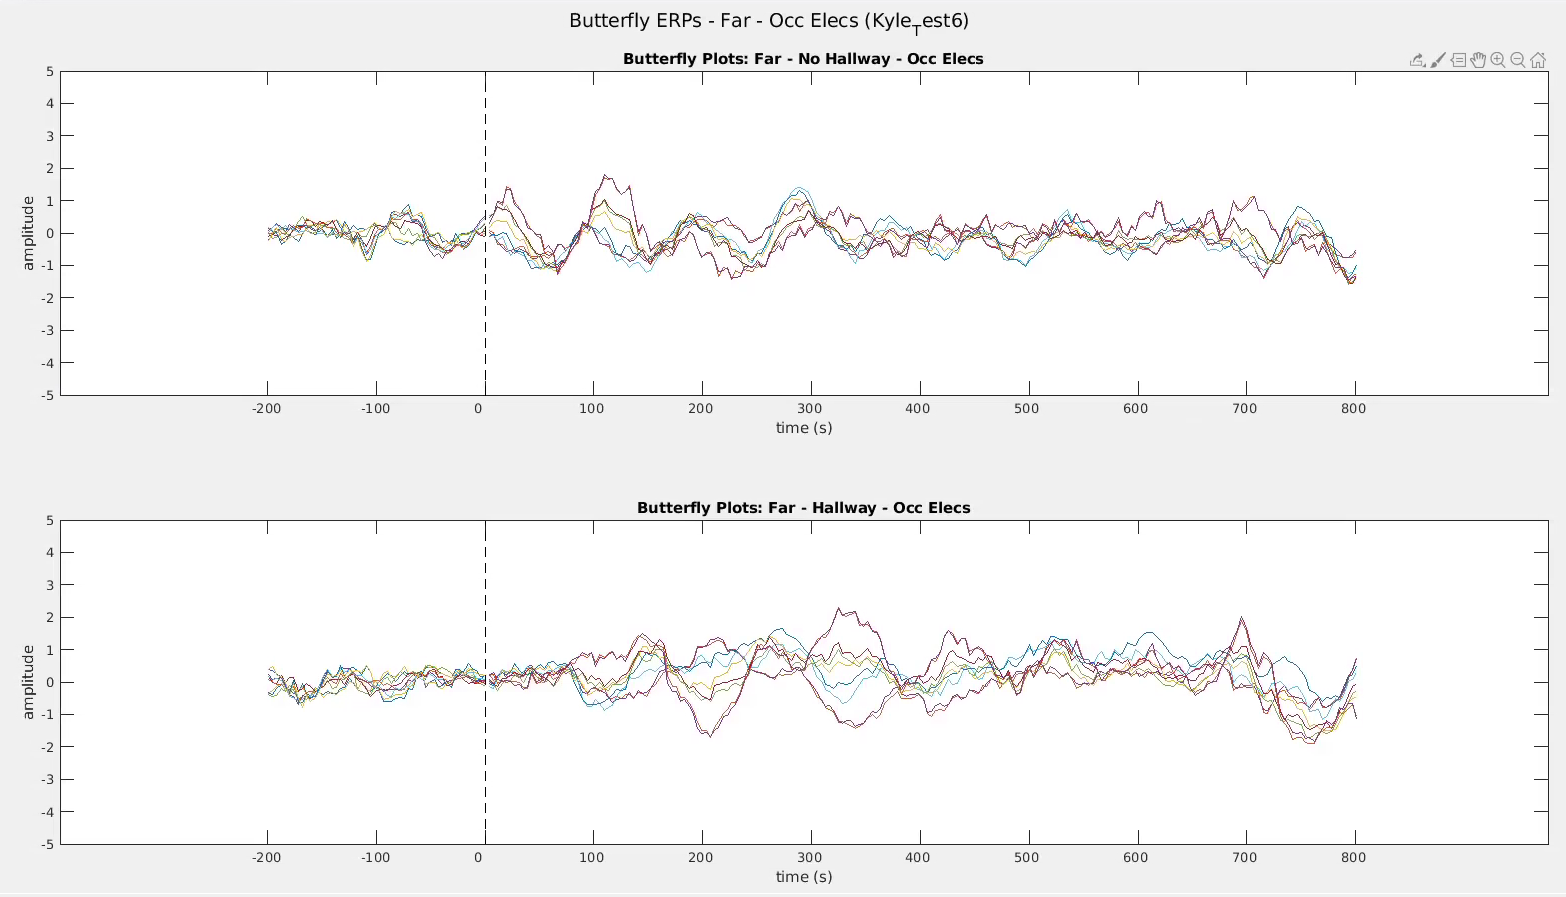 Butterfly ERPs - Far - Occ Elecs (Kyle_Test6)
Butterfly Plots: Far - No Hallway - Occ Elecs
5
4
3
2
1
0
-1
-2
-3
-4
-5
amplitude
-200 -100 0 100 200 300 400 500 600 700 800
time (s)
Butterfly Plots: Far - Hallway - Occ Elecs
5
4
3
2
1
0
-1
-2
-3
-4
-5
amplitude
-200 -100 0 100 200 300 400 500 600 700 800
time (s)